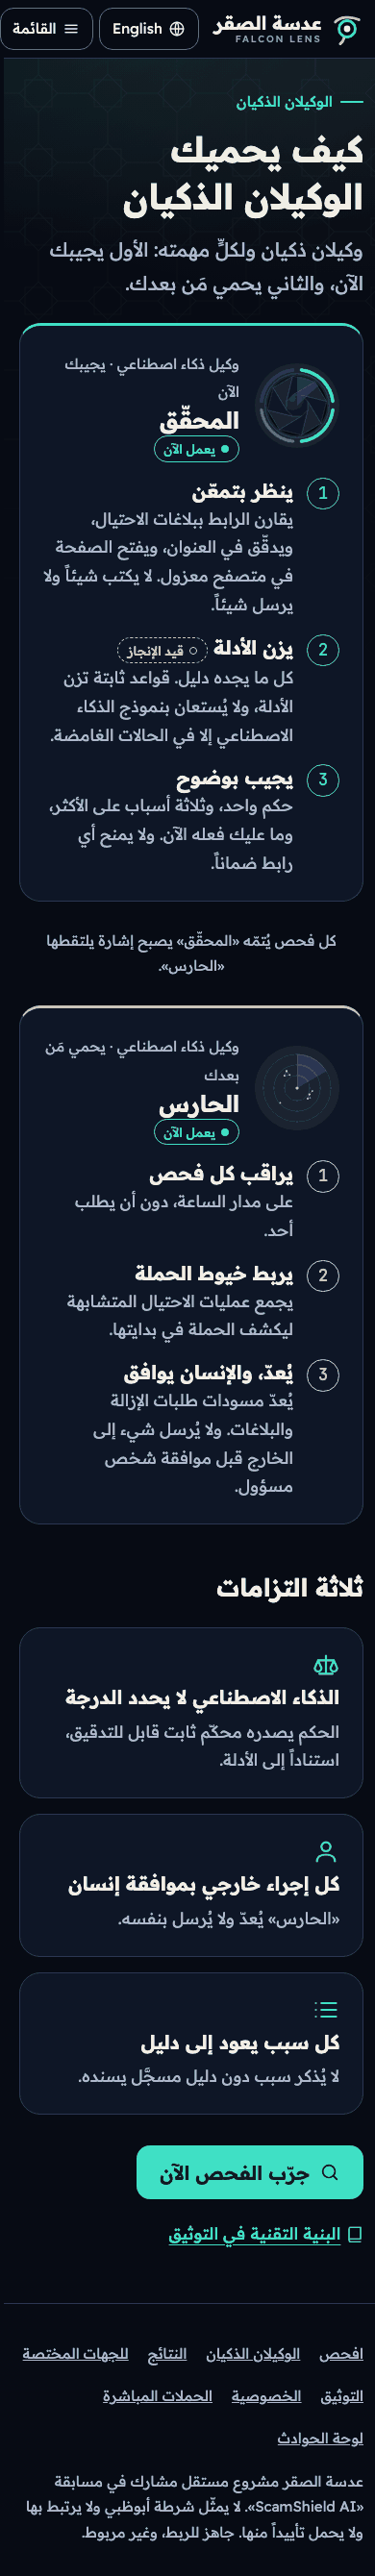 عدسة الصقر
FALCON LENS
English
القائمة
الوكيلان الذكيان
كيف يحميك
الوكيلان الذكيان
وكيلان ذكيان ولكلٍّ مهمته: الأول يجيبك
الآن، والثاني يحمي مَن بعدك.
وكيل ذكاء اصطناعي · يجيبك
الآن
المحقّق
يعمل الآن
1
ينظر بتمعّن
يقارن الرابط ببلاغات الاحتيال،
ويدقّق في العنوان، ويفتح الصفحة
في متصفح معزول. لا يكتب شيئاً ولا
يرسل شيئاً.
2
يزن الأدلة
قيد الإنجاز
كل ما يجده دليل. قواعد ثابتة تزن
الأدلة، ولا يُستعان بنموذج الذكاء
الاصطناعي إلا في الحالات الغامضة.
3
يجيب بوضوح
حكم واحد، وثلاثة أسباب على الأكثر،
وما عليك فعله الآن. ولا يمنح أي
رابط ضماناً.
كل فحص يُتمّه «المحقّق» يصبح إشارة يلتقطها
«الحارس».
وكيل ذكاء اصطناعي · يحمي مَن
بعدك
الحارس
يعمل الآن
1
يراقب كل فحص
على مدار الساعة، دون أن يطلب
أحد.
2
يربط خيوط الحملة
يجمع عمليات الاحتيال المتشابهة
ليكشف الحملة في بدايتها.
3
يُعدّ، والإنسان يوافق
يُعدّ مسودات طلبات الإزالة
والبلاغات. ولا يُرسل شيء إلى
الخارج قبل موافقة شخص
مسؤول.
ثلاثة التزامات
الذكاء الاصطناعي لا يحدد الدرجة
الحكم يصدره محكّم ثابت قابل للتدقيق،
استناداً إلى الأدلة.
كل إجراء خارجي بموافقة إنسان
«الحارس» يُعدّ ولا يُرسل بنفسه.
كل سبب يعود إلى دليل
لا يُذكر سبب دون دليل مسجَّل يسنده.
جرّب الفحص الآن
البنية التقنية في التوثيق
افحص الوكيلان الذكيان النتائج للجهات المختصة
التوثيق الخصوصية الحملات المباشرة
لوحة الحوادث
عدسة الصقر مشروع مستقل مشارك في مسابقة
«ScamShield AI». لا يمثّل شرطة أبوظبي ولا يرتبط بها
ولا يحمل تأييداً منها. جاهز للربط، وغير مربوط.